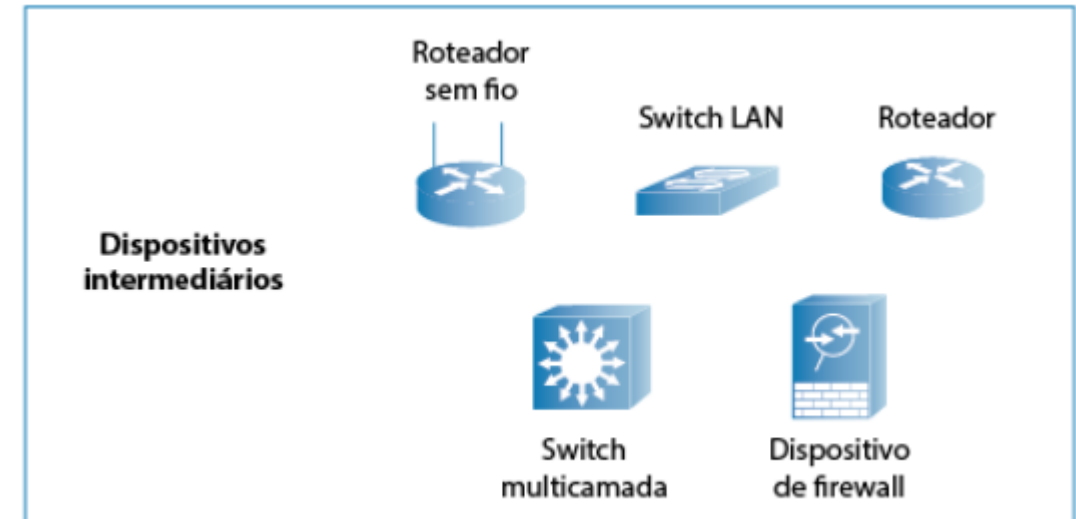 Roteador
sem fio
Switch LAN
Roteador
Dispositivos
intermediários
Switch
multicamada
Dispositivo
de firewall